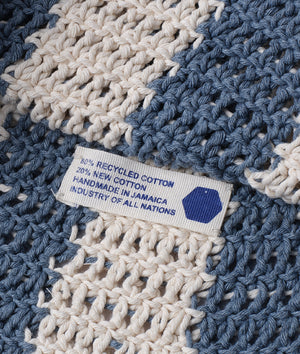 80% RECYCLED COTTON
20% NEW COTTON
HANDMADE IN JAMAICA
INDUSTRY OF ALL NATIONS